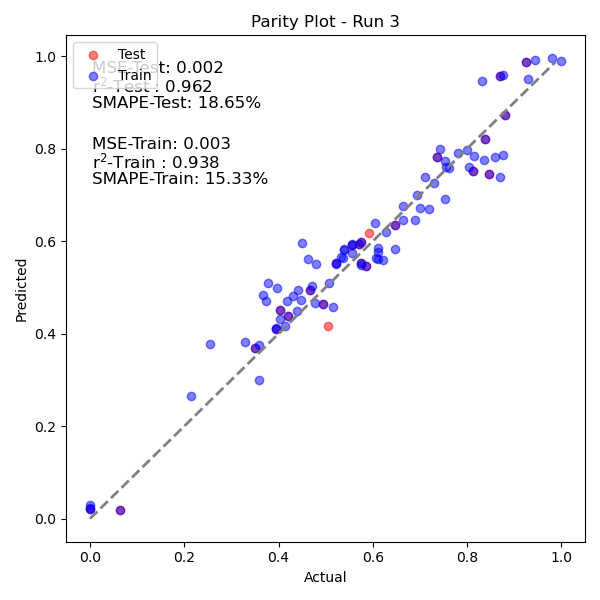 Parity Plot - Run 3
Test
Train
MSE-Test: 0.002
r²-Test : 0.962
SMAPE-Test: 18.65%
MSE-Train: 0.003
r²-Train : 0.938
SMAPE-Train: 15.33%
1.0
0.8
0.6
0.4
0.2
0.0
Predicted
0.0 0.2 0.4 0.6 0.8 1.0
Actual